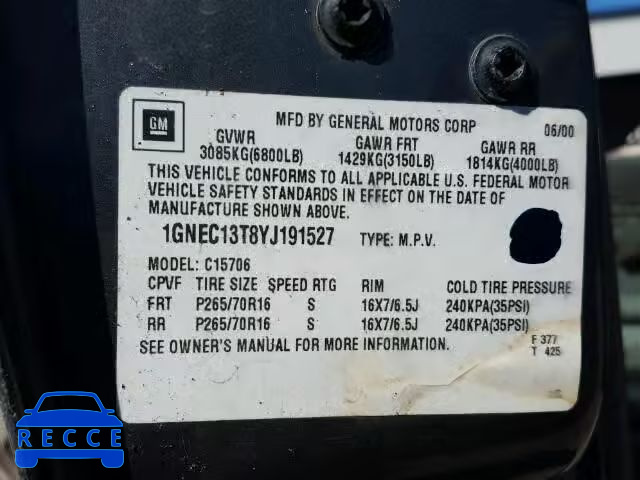 GM
MFD BY GENERAL MOTORS CORP 06/00
GVWR GAWR FRT GAWR RR
3085KG(6800LB) 1429KG(3150LB) 1814KG(4000LB)
THIS VEHICLE CONFORMS TO ALL APPLICABLE U.S. FEDERAL MOTOR
VEHICLE SAFETY STANDARDS IN EFFECT ON THE DATE OF
MANUFACTURE SHOWN ABOVE.
1GNEC13T8YJ191527 TYPE: M.P.V.
MODEL: C15706
CPVF TIRE SIZE SPEED RTG RIM COLD TIRE PRESSURE
FRT P265/70R16 S 16X7/6.5J 240KPA(35PSI)
RR P265/70R16 S 16X7/6.5J 240KPA(35PSI)
SEE OWNER'S MANUAL FOR MORE INFORMATION.
F 377
T 425
RECCE